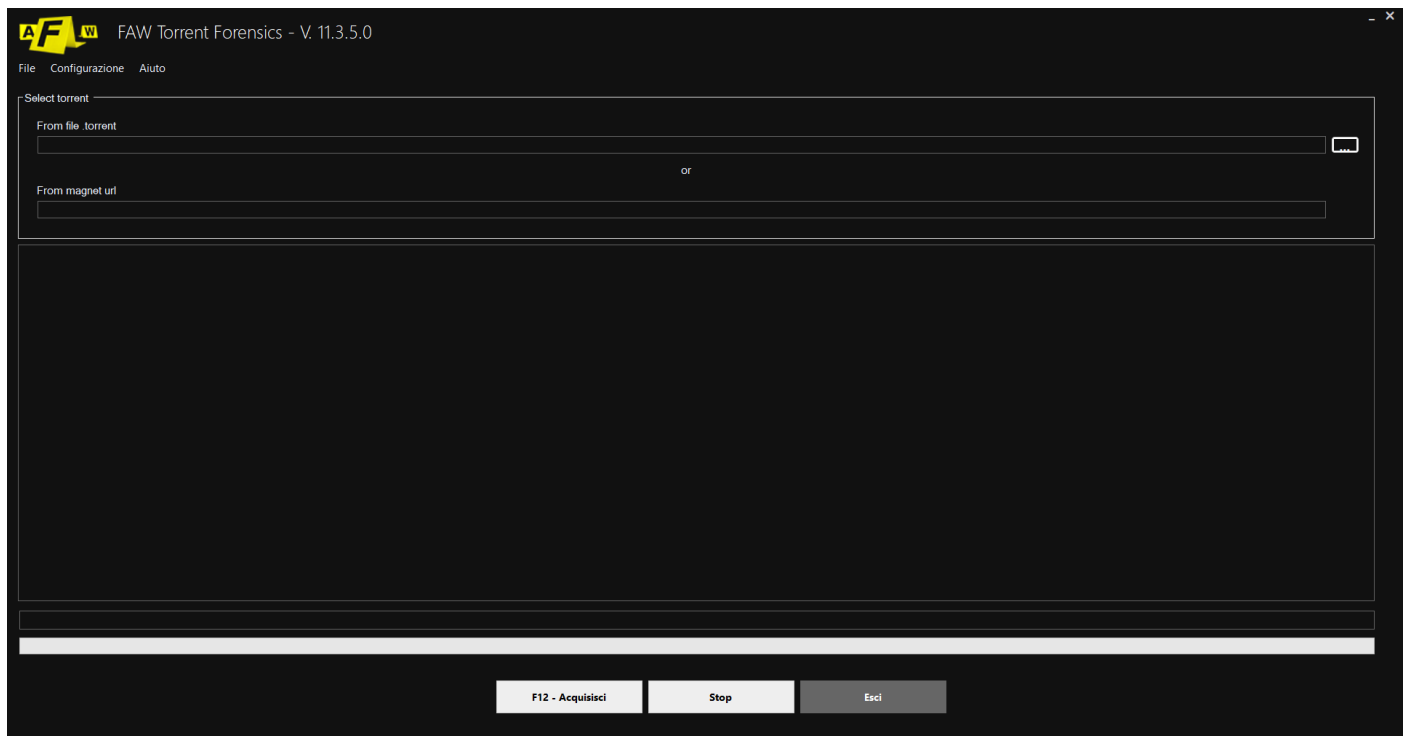 AFW
FAW Torrent Forensics - V. 11.3.5.0
File Configurazione Aiuto
Select torrent
From file .torrent
...
or
From magnet url
F12 - Acquisisci Stop Esci